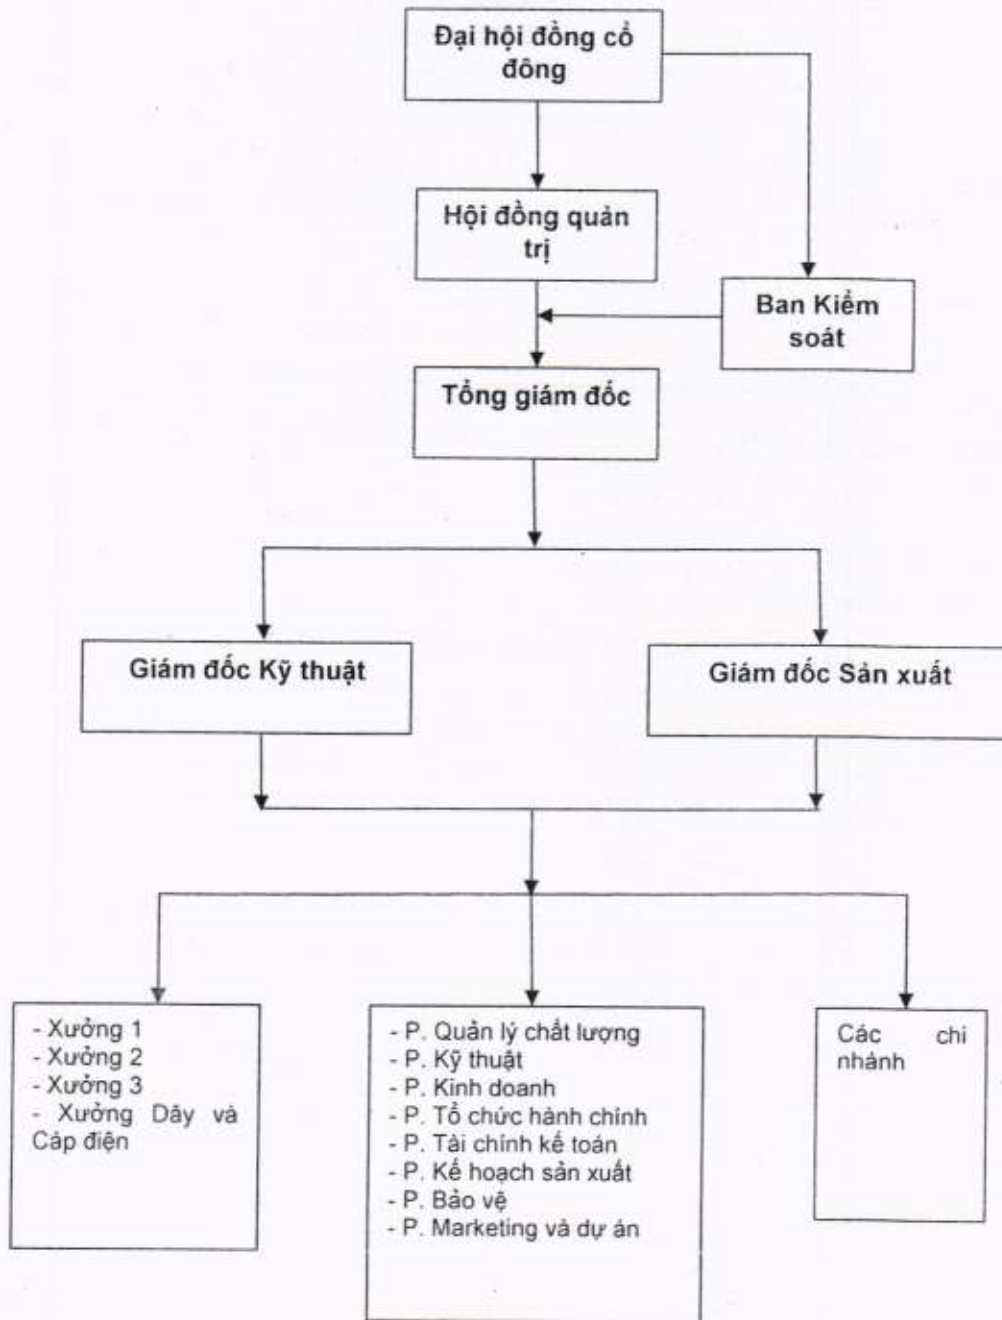 Đại hội đồng cổ
đông
Hội đồng quản
trị
Ban Kiểm
soát
Tổng giám đốc
Giám đốc Kỹ thuật
Giám đốc Sản xuất
- Xưởng 1
- Xưởng 2
- Xưởng 3
- Xưởng Dây và
Cáp điện
- P. Quản lý chất lượng
- P. Kỹ thuật
- P. Kinh doanh
- P. Tổ chức hành chính
- P. Tài chính kế toán
- P. Kế hoạch sản xuất
- P. Bảo vệ
- P. Marketing và dự án
Các chi
nhánh